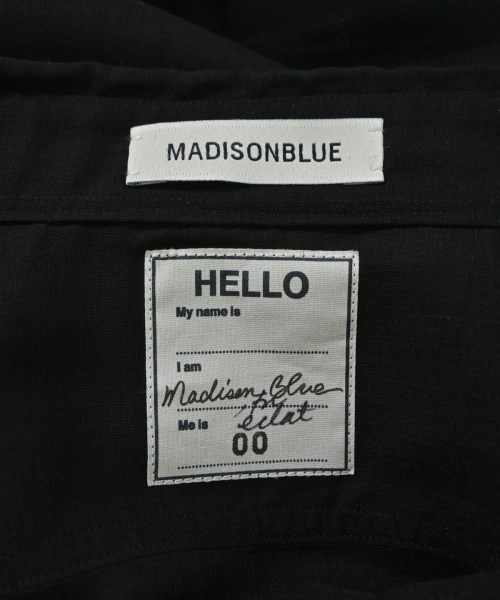 MADISONBLUE
HELLO
My name is
I am
Madison Blue
Me is éclat
00